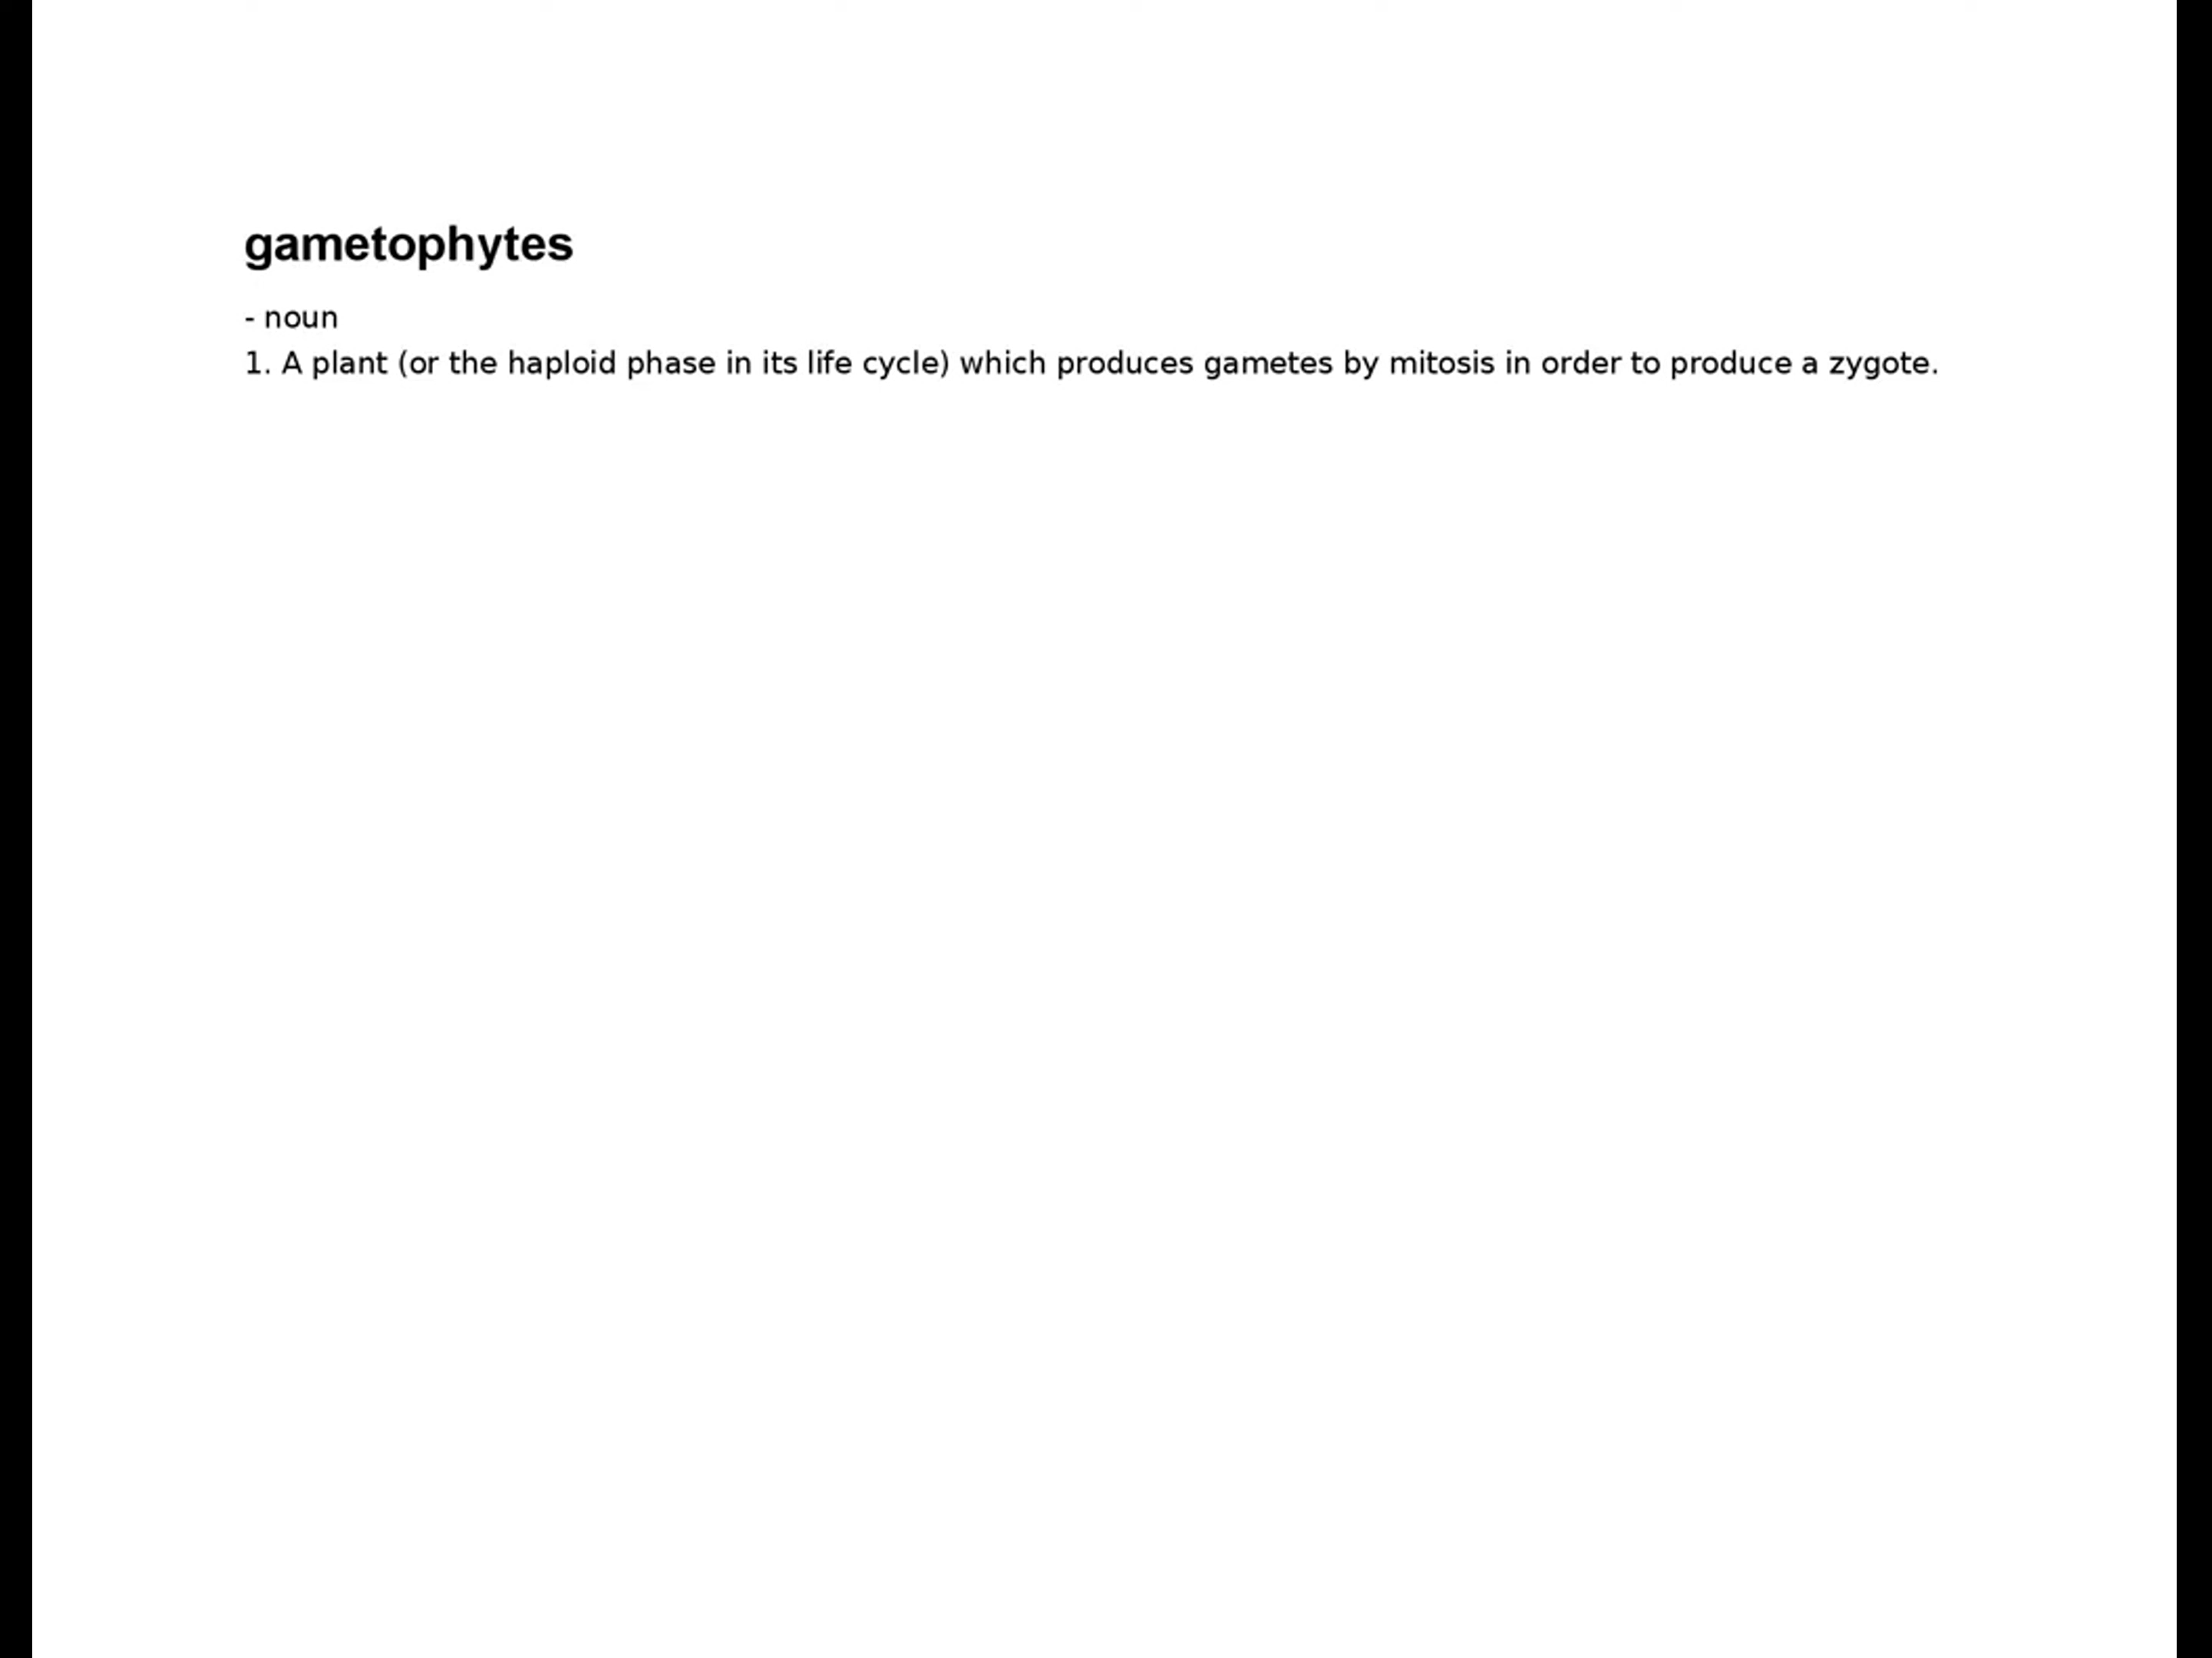 gametophytes
- noun
1. A plant (or the haploid phase in its life cycle) which produces gametes by mitosis in order to produce a zygote.